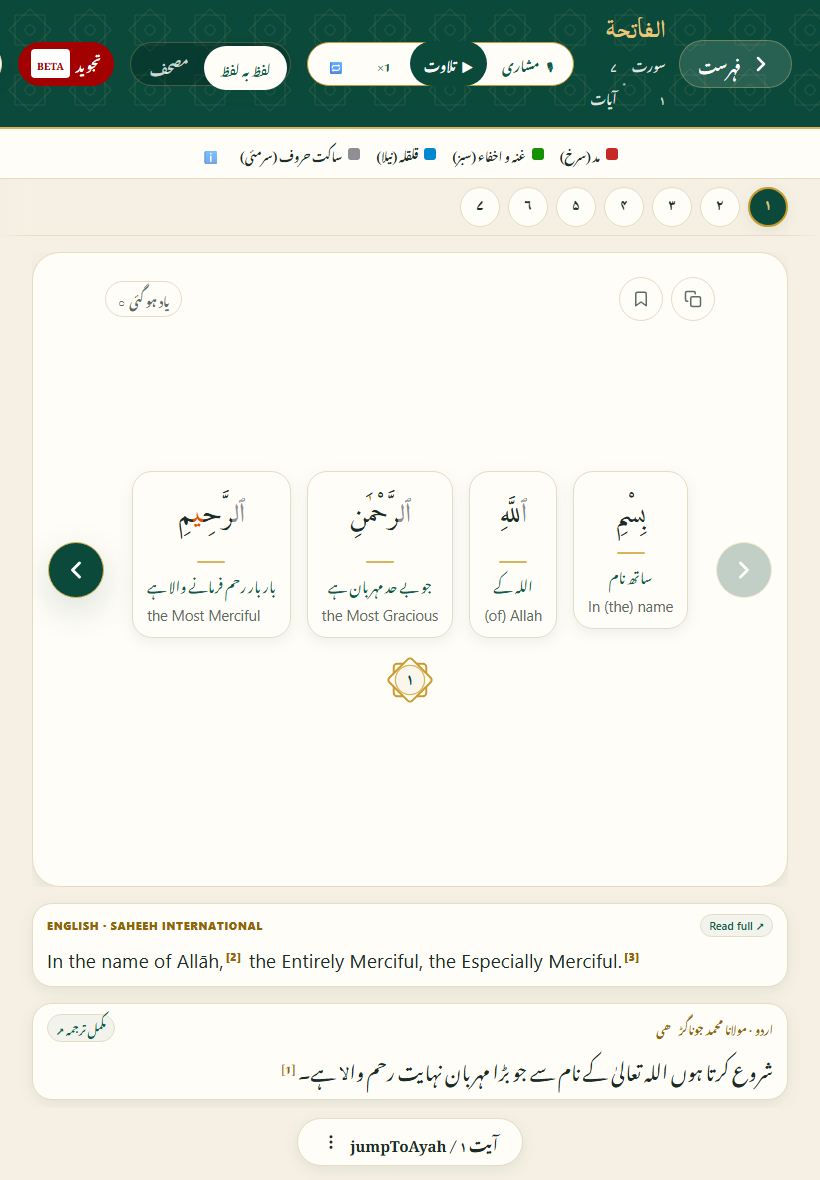 الفاتحة
سورت ۷
۱ آیات
فہرست
مشاری
تلاوت
×1
لفظ بہ لفظ
مصحف
تجوید BETA
مد (سرخ)
غنہ و اخفاء (سبز)
قلقلہ (نیلا)
ساکت حروف (سرمئی)
۱ ۲ ۳ ۴ ۵ ٦ ۷
یاد ہو گئی ○
بِسْمِ ٱللَّهِ ٱلرَّحْمَٰنِ ٱلرَّحِيمِ
ساتھ نام
In (the) name
اللہ کے
(of) Allah
جو بے حد مہربان ہے
the Most Gracious
بار بار رحم فرمانے والا ہے
the Most Merciful
۱
ENGLISH · SAHEEH INTERNATIONAL
Read full ↗
In the name of Allāh,[2] the Entirely Merciful, the Especially Merciful.[3]
اردو · مولانا محمد جوناگڑھی
مکمل ترجمہ ↗
شروع کرتا ہوں اللہ تعالیٰ کے نام سے جو بڑا مہربان نہایت رحم والا ہے۔ [1]
آیت ۱ / jumpToAyah